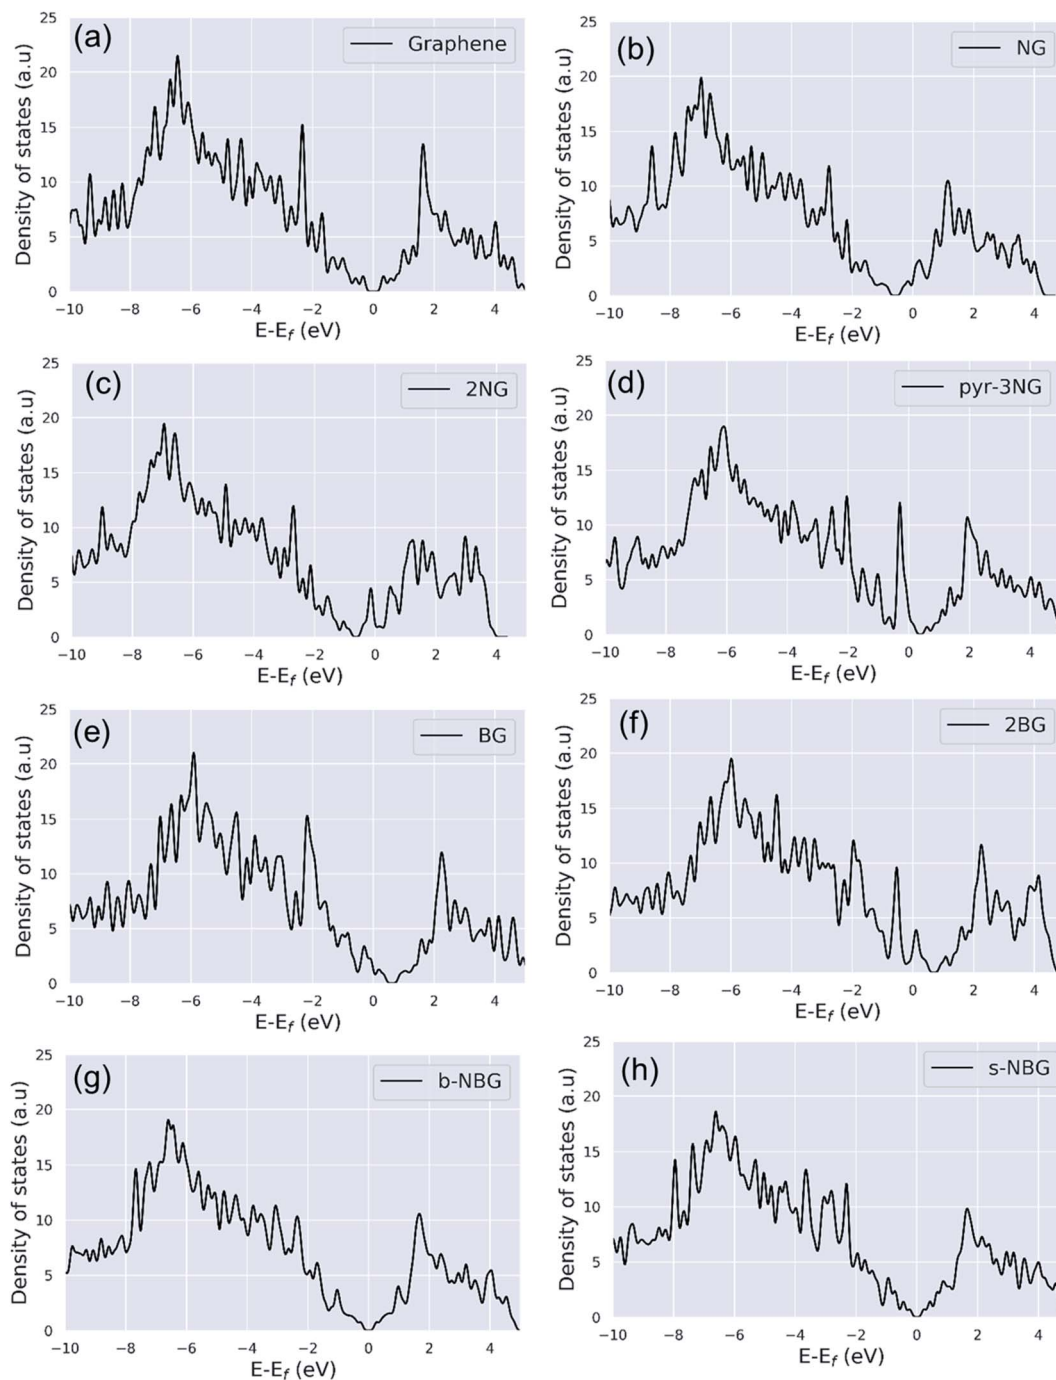 (a)
Graphene
Density of states (a.u)
25
20
15
10
5
0
−10 −8 −6 −4 −2 0 2 4
E-Ef (eV)
(b)
NG
Density of states (a.u)
25
20
15
10
5
0
−10 −8 −6 −4 −2 0 2 4
E-Ef (eV)
(c)
2NG
Density of states (a.u)
25
20
15
10
5
0
−10 −8 −6 −4 −2 0 2 4
E-Ef (eV)
(d)
pyr-3NG
Density of states (a.u)
25
20
15
10
5
0
−10 −8 −6 −4 −2 0 2 4
E-Ef (eV)
(e)
BG
Density of states (a.u)
25
20
15
10
5
0
−10 −8 −6 −4 −2 0 2 4
E-Ef (eV)
(f)
2BG
Density of states (a.u)
25
20
15
10
5
0
−10 −8 −6 −4 −2 0 2 4
E-Ef (eV)
(g)
b-NBG
Density of states (a.u)
25
20
15
10
5
0
−10 −8 −6 −4 −2 0 2 4
E-Ef (eV)
(h)
s-NBG
Density of states (a.u)
25
20
15
10
5
0
−10 −8 −6 −4 −2 0 2 4
E-Ef (eV)